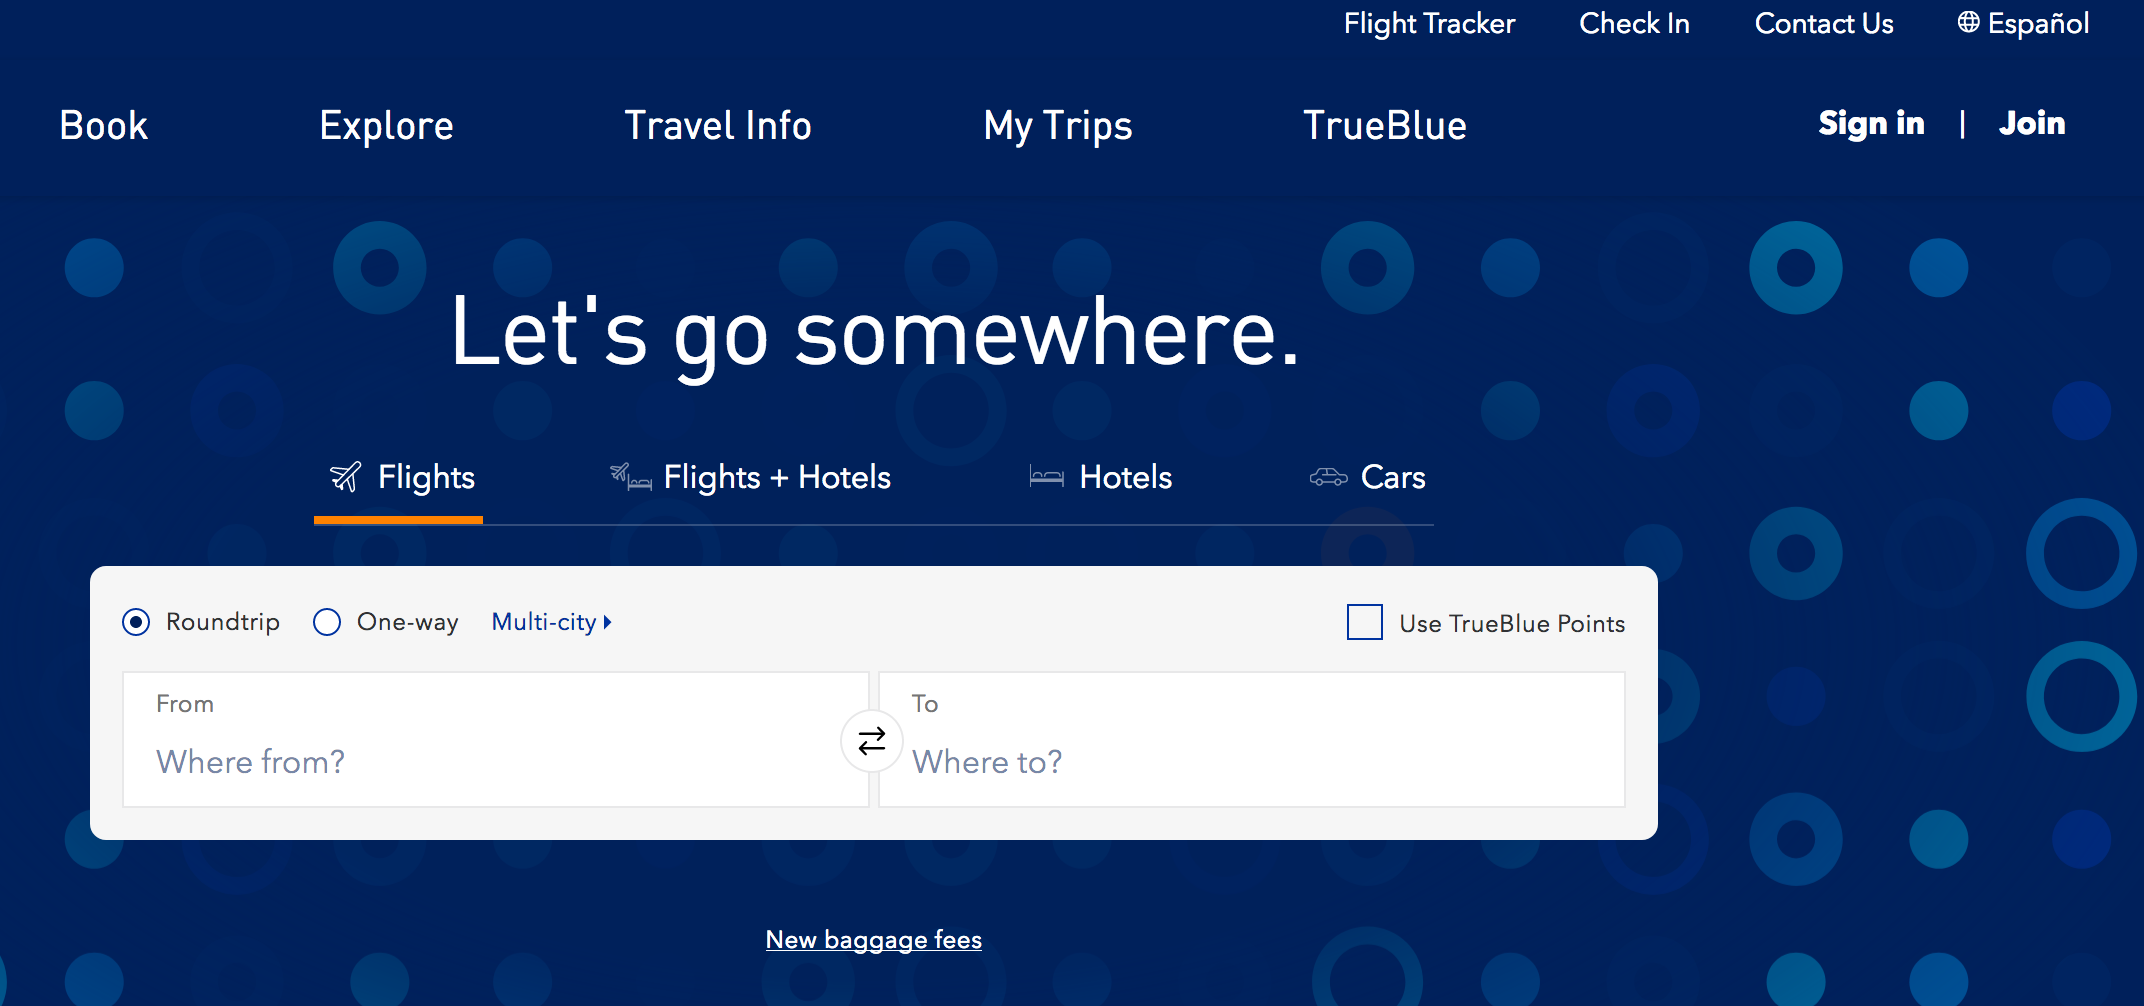 Flight Tracker Check In Contact Us Español
Book Explore Travel Info My Trips TrueBlue Sign in | Join
Let's go somewhere.
Flights Flights + Hotels Hotels Cars
Roundtrip One-way Multi-city Use TrueBlue Points
From To
Where from? Where to?
New baggage fees